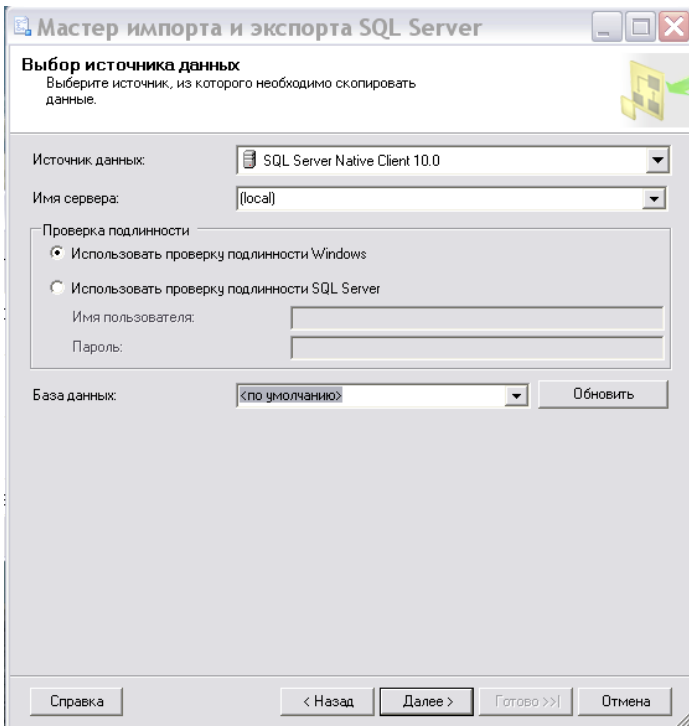 Мастер импорта и экспорта SQL Server
Выбор источника данных
Выберите источник, из которого необходимо скопировать
данные.
Источник данных: SQL Server Native Client 10.0
Имя сервера: (local)
Проверка подлинности
Использовать проверку подлинности Windows
Использовать проверку подлинности SQL Server
Имя пользователя:
Пароль:
База данных: <по умолчанию> Обновить
Справка < Назад Далее > Готово >>| Отмена